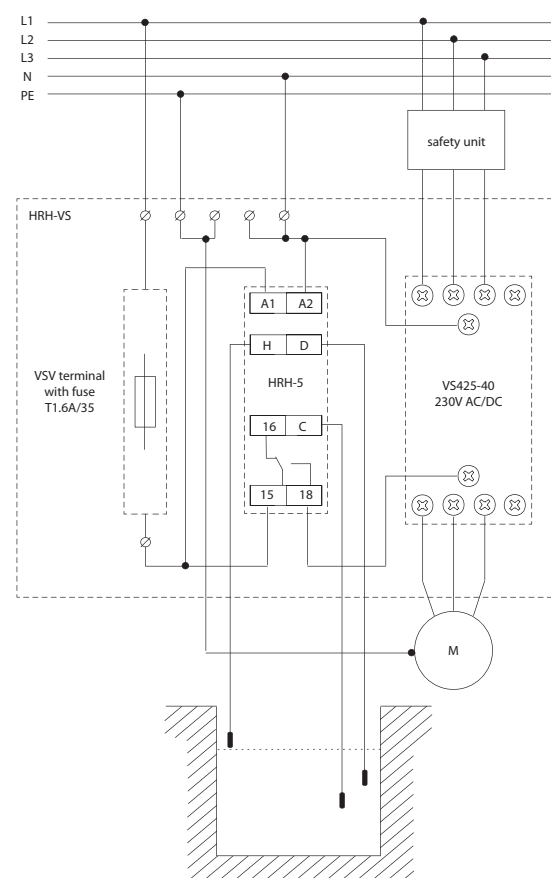 L1
L2
L3
N
PE
safety unit
HRH-VS
A1 A2
H D
HRH-5
16 C
15 18
VSV terminal
with fuse
T1.6A/35
VS425-40
230V AC/DC
M